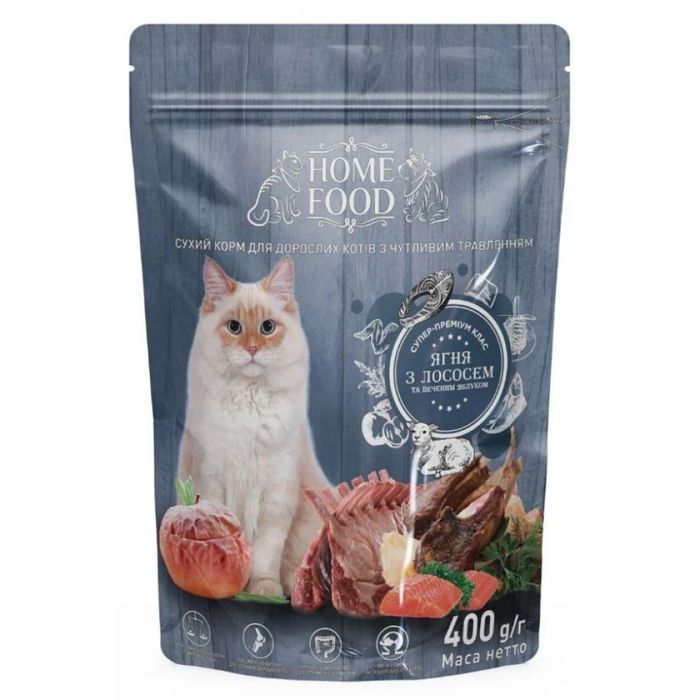 HOME
FOOD
СУХИЙ КОРМ ДЛЯ ДОРОСЛИХ КОТІВ З ЧУТЛИВИМ ТРАВЛЕННЯМ
СУПЕР-ПРЕМІУМ КЛАС
ЯГНЯ
З ЛОСОСЕМ
ТА ПЕЧЕНИМ ЯБЛУКОМ
400 g/г
Маса нетто